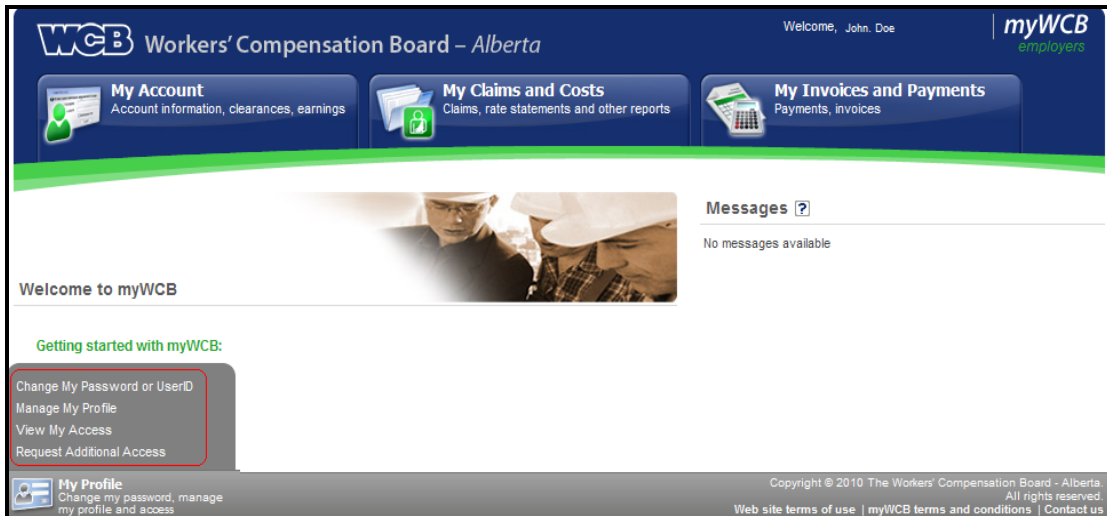 WCB Workers' Compensation Board – Alberta
Welcome, John. Doe
myWCB
employers
My Account
Account information, clearances, earnings
My Claims and Costs
Claims, rate statements and other reports
My Invoices and Payments
Payments, invoices
Messages ?
No messages available
Welcome to myWCB
Getting started with myWCB:
Change My Password or UserID
Manage My Profile
View My Access
Request Additional Access
My Profile
Change my password, manage
my profile and access
Copyright © 2010 The Workers' Compensation Board - Alberta.
All rights reserved.
Web site terms of use | myWCB terms and conditions | Contact us